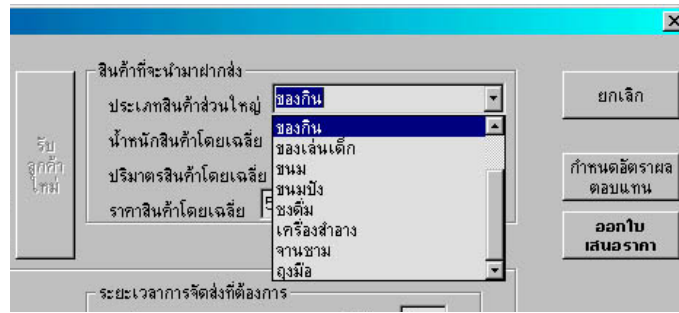 สินค้าที่จะนำมาฝากส่ง
ประเภทสินค้าส่วนใหญ่ ของกิน
น้ำหนักสินค้าโดยเฉลี่ย
ปริมาตรสินค้าโดยเฉลี่ย
ราคาสินค้าโดยเฉลี่ย 5
ของกิน
ของเล่นเด็ก
ขนม
ขนมปัง
ชงดื่ม
เครื่องสำอาง
จานชาม
ถุงมือ
รับ
ลูกค้า
ใหม่
ยกเลิก
กำหนดอัตราผล
ตอบแทน
ออกใบ
เสนอราคา
ระยะเวลาการจัดส่งที่ต้องการ